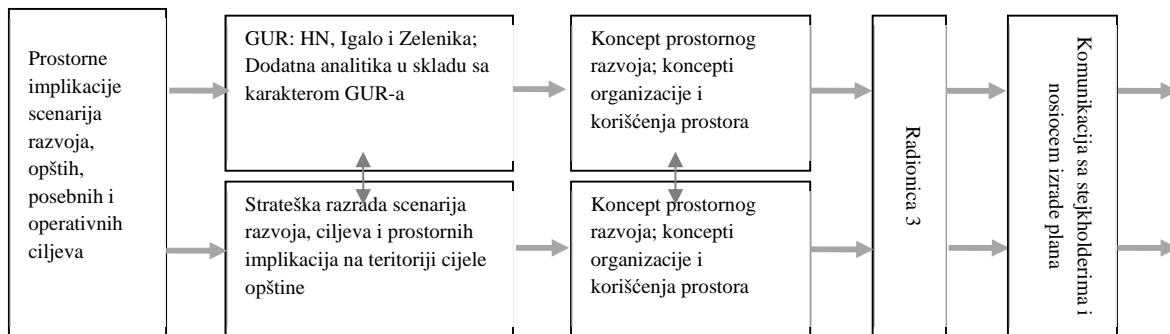 Prostorne
implikacije
scenarija
razvoja,
opštih,
posebnih i
operativnih
ciljeva
GUR: HN, Igalo i Zelenika;
Dodatna analitika u skladu sa
karakterom GUR-a
Strateška razrada scenarija
razvoja, ciljeva i prostornih
implikacija na teritoriji cijele
opštine
Koncept prostornog
razvoja; koncepti
organizacije i
korišćenja prostora
Koncept prostornog
razvoja; koncepti
organizacije i
korišćenja prostora
Radionica 3
Komunikacija sa stejkholderima i
nosiocem izrade plana